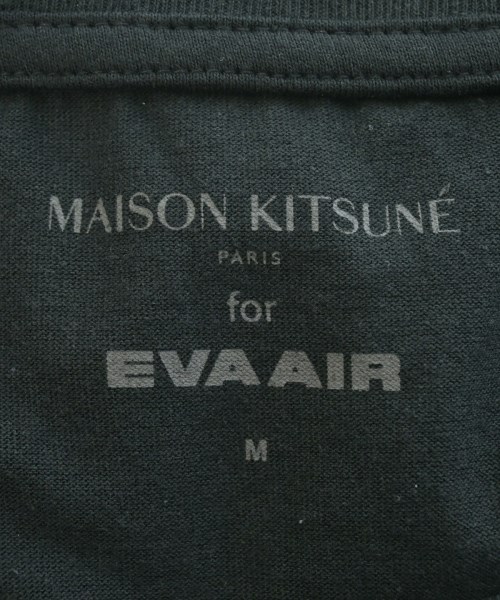 MAISON KITSUNÉ
PARIS
for
EVA AIR
M